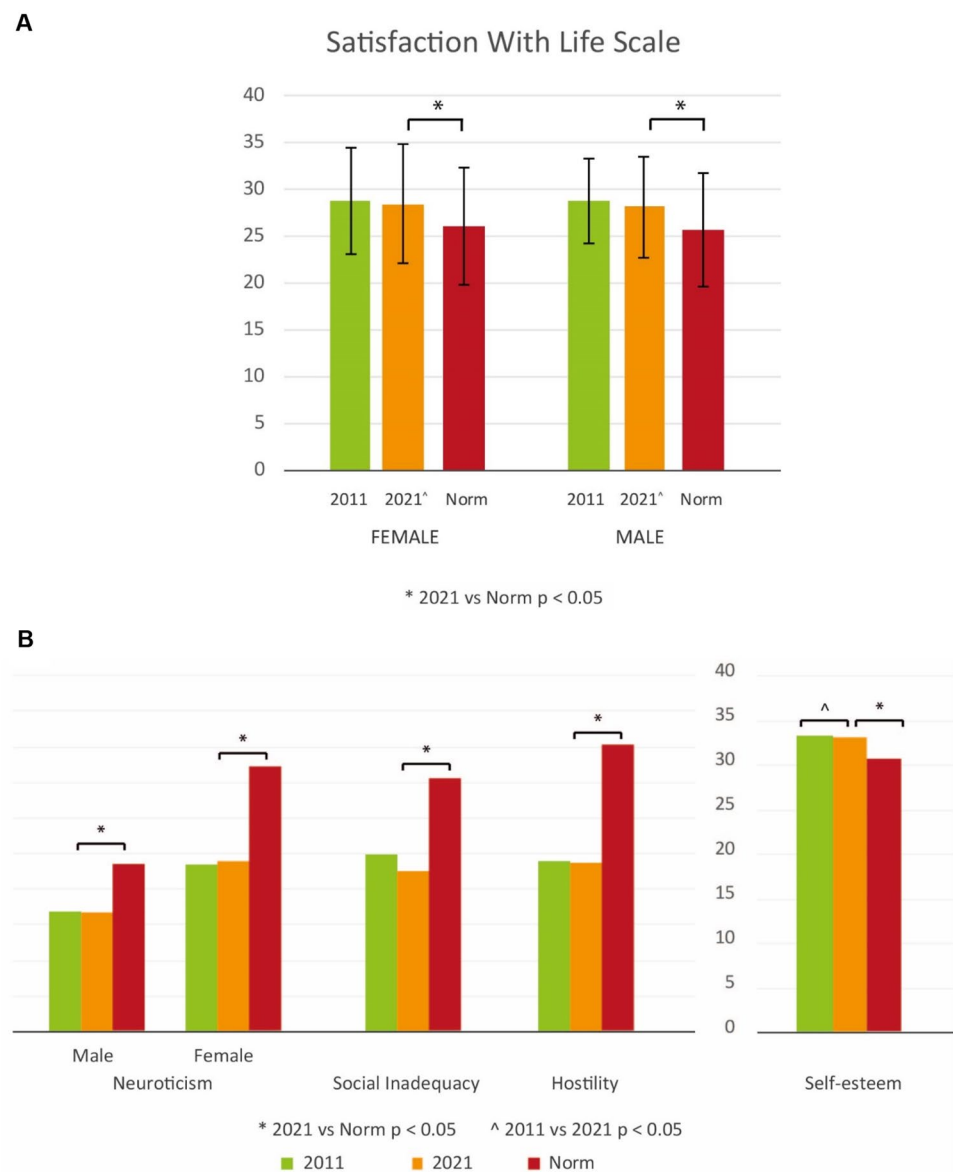 A
Satisfaction With Life Scale
40
*
*
35
30
25
20
15
10
5
0
2011 2021^ Norm 2011 2021^ Norm
FEMALE MALE
* 2021 vs Norm p < 0.05
B
40
^ *
35
*
*
*
30
25
*
20
15
10
5
0
Male Female
Neuroticism Social Inadequacy Hostility Self-esteem
* 2021 vs Norm p < 0.05 ^ 2011 vs 2021 p < 0.05
2011 2021 Norm